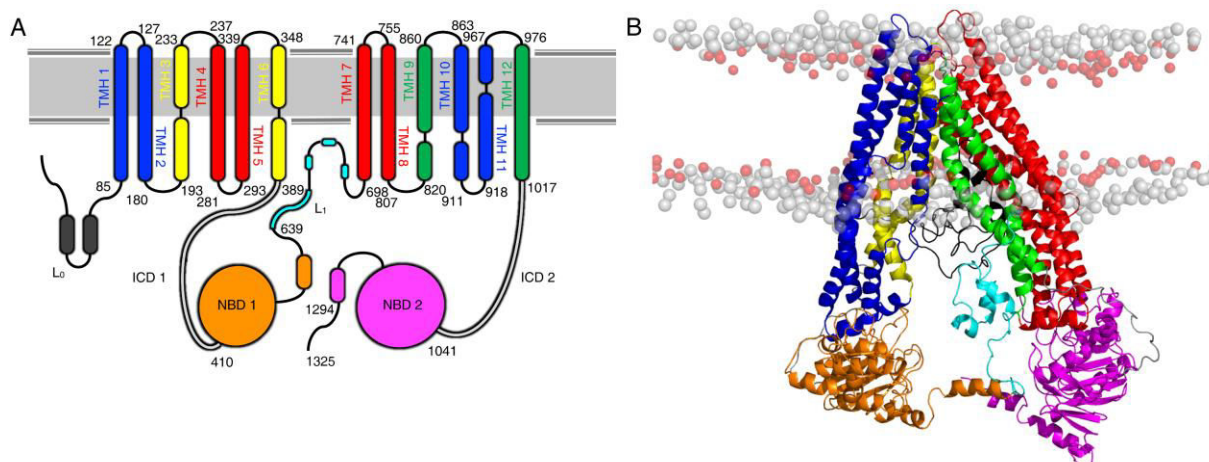 A
B
127
237
755
863
122
233
339
348
741
860
967
976
TMH 1
TMH 2
TMH 3
TMH 4
TMH 5
TMH 6
TMH 7
TMH 8
TMH 9
TMH 10
TMH 11
TMH 12
85
180
193
281
293
389
698
807
820
911
918
1017
L₁
639
L₀
ICD 1
ICD 2
NBD 1
NBD 2
1294
410
1325
1041